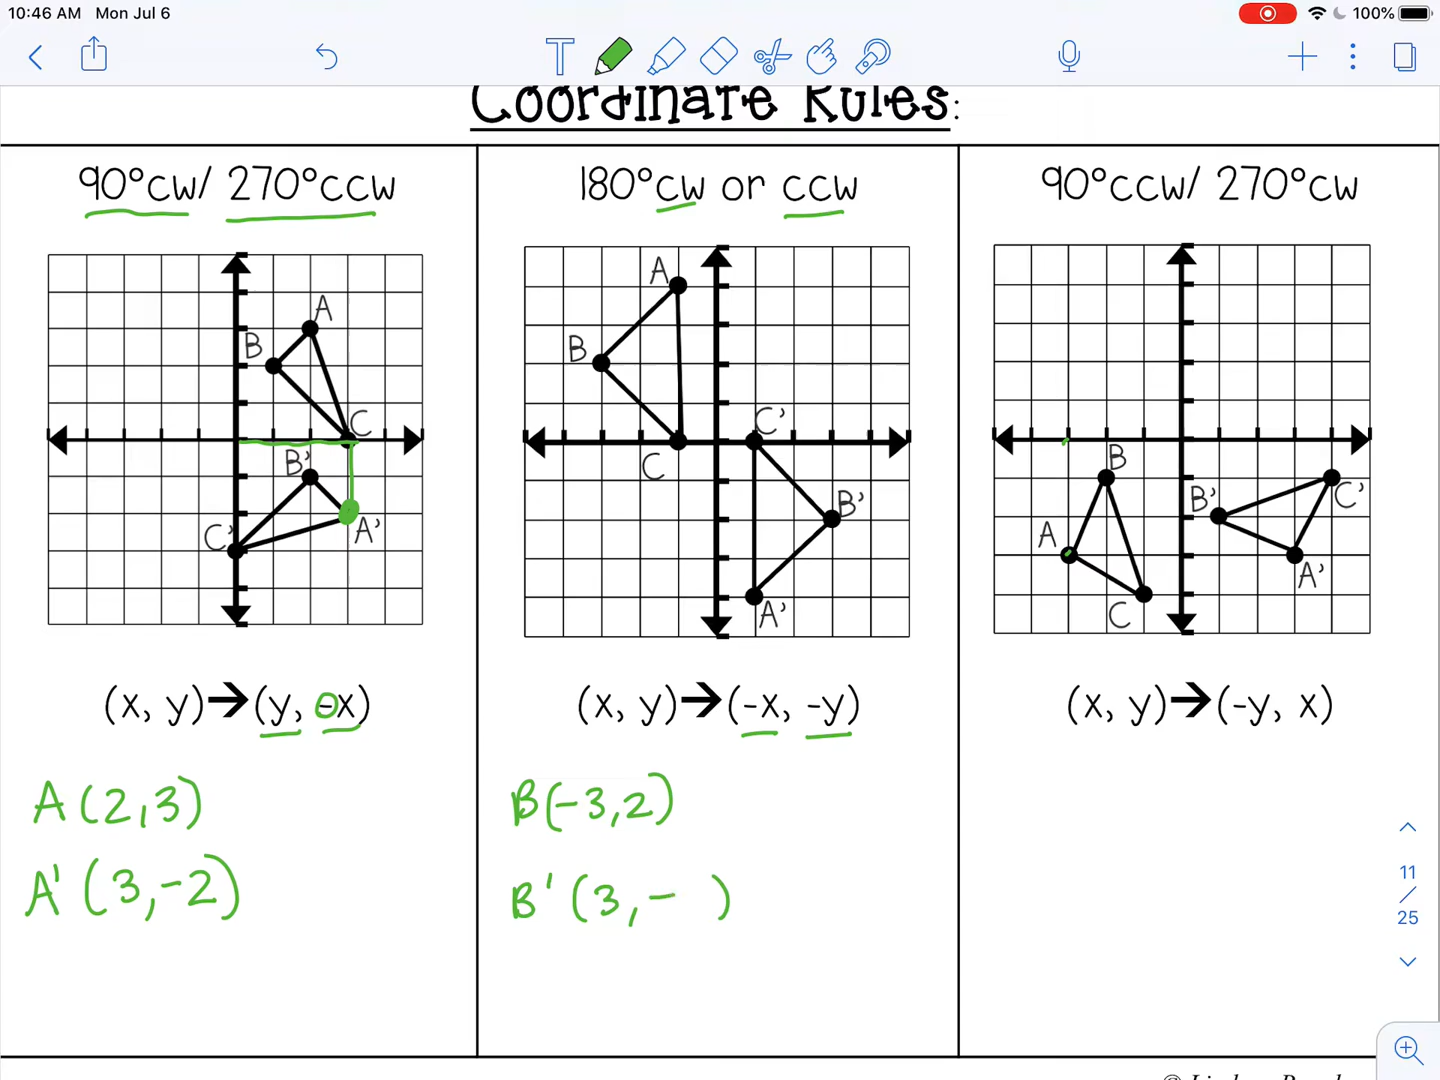 10:46 AM Mon Jul 6
100%
T
Coordinate Rules:
90°cw/ 270°ccw
180°cw or ccw
90°ccw/ 270°cw
A
B
C
B'
C'
A'
A
B
C'
C
B'
A'
B
A
C
B'
C'
A'
(x, y)➔(y, -x)
(x, y)➔(-x, -y)
(x, y)➔(-y, x)
A(2,3)
A'(3,-2)
B(-3,2)
B'(3,- )
11
/
25